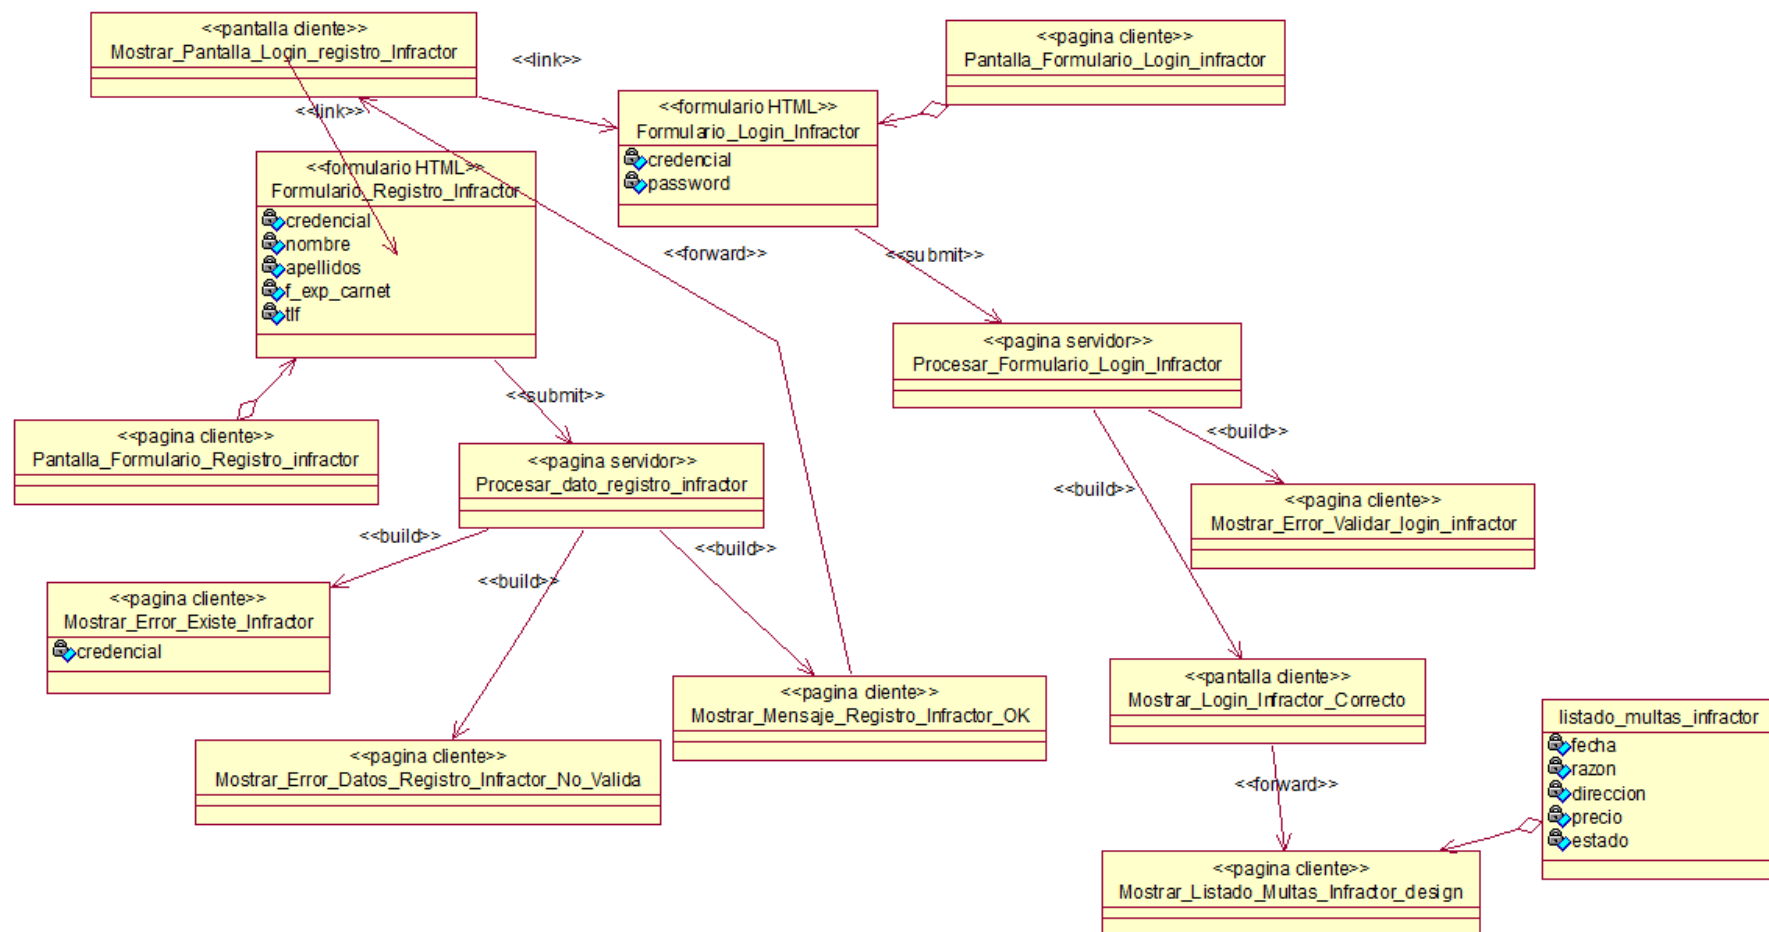 <<pantalla cliente>>
Mostrar_Pantalla_Login_registro_Infractor
<<link>>
<<pagina cliente>>
Pantalla_Formulario_Login_infractor
<<link>>
<<formulario HTML>>
Formulario_Login_Infractor
credencial
password
<<formulario HTML>>
Formulario_Registro_Infractor
credencial
nombre
apellidos
f_exp_carnet
tlf
<<forward>>
<<submit>>
<<pagina servidor>>
Procesar_Formulario_Login_Infractor
<<submit>>
<<pagina cliente>>
Pantalla_Formulario_Registro_infractor
<<build>>
<<pagina servidor>>
Procesar_dato_registro_infractor
<<build>>
<<pagina cliente>>
Mostrar_Error_Validar_login_infractor
<<build>>
<<build>>
<<build>>
<<pagina cliente>>
Mostrar_Error_Existe_Infractor
credencial
<<pagina cliente>>
Mostrar_Mensaje_Registro_Infractor_OK
<<pantalla cliente>>
Mostrar_Login_Infractor_Correcto
listado_multas_infractor
fecha
razon
direccion
precio
estado
<<pagina cliente>>
Mostrar_Error_Datos_Registro_Infractor_No_Valida
<<forward>>
<<pagina cliente>>
Mostrar_Listado_Multas_Infractor_design